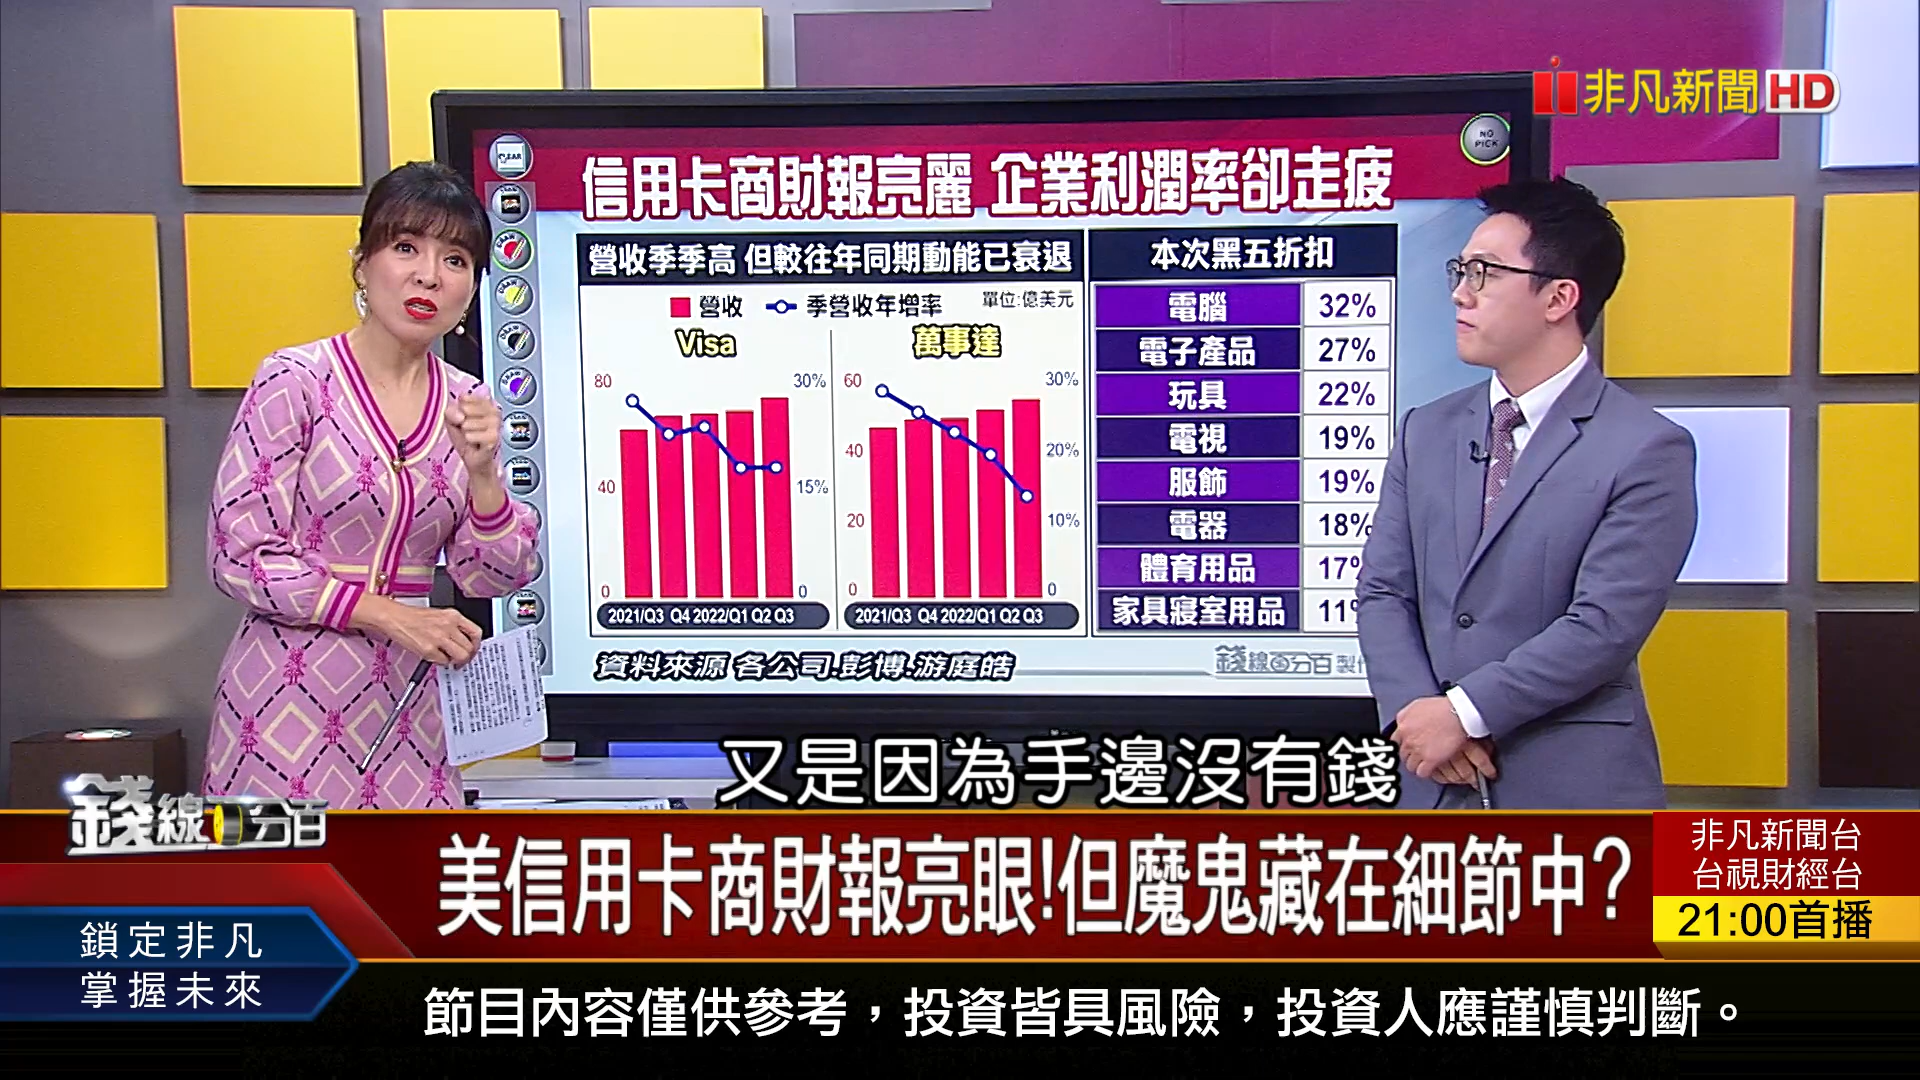 非凡新聞HD
CLEAR
NO PICK
信用卡商財報亮麗 企業利潤率卻走疲
營收季季高 但較往年同期動能已衰退
營收 季營收年增率 單位:億美元
Visa
80
40
0
30%
15%
0
2021/Q3 Q4 2022/Q1 Q2 Q3
萬事達
60
40
20
0
30%
20%
10%
0
2021/Q3 Q4 2022/Q1 Q2 Q3
本次黑五折扣
電腦 32%
電子產品 27%
玩具 22%
電視 19%
服飾 19%
電器 18%
體育用品 17%
家具寢室用品 11%
資料來源 各公司.彭博.游庭皓
錢線百分百 製作
又是因為手邊沒有錢
錢線百分百
美信用卡商財報亮眼!但魔鬼藏在細節中?
非凡新聞台
台視財經台
21:00首播
鎖定非凡
掌握未來
節目內容僅供參考，投資皆具風險，投資人應謹慎判斷。